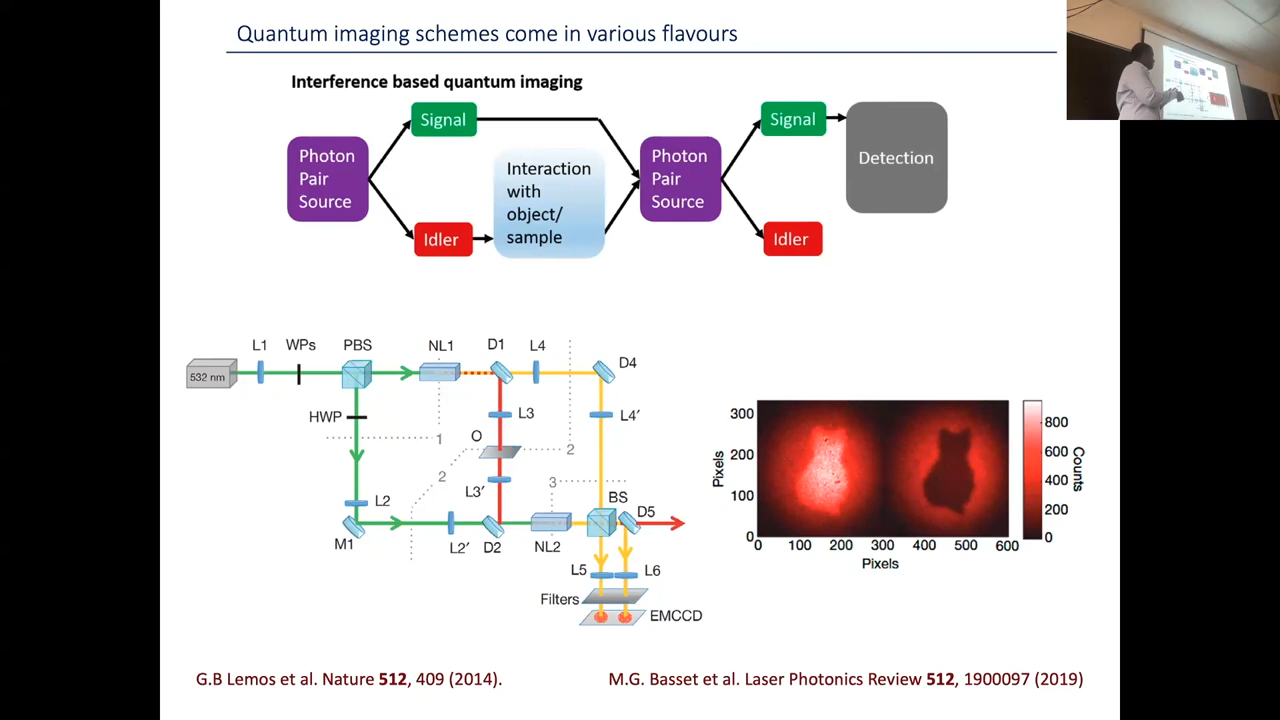 Quantum imaging schemes come in various flavours
Interference based quantum imaging
Photon
Pair
Source
Signal
Idler
Interaction
with
object/
sample
Photon
Pair
Source
Signal
Idler
Detection
532 nm
L1
WPs
PBS
NL1
D1
L4
D4
HWP
1
L3
L4′
O
2
2
L3′
3
L2
BS
D5
M1
L2′
D2
NL2
L5
L6
Filters
EMCCD
300
200
100
0
Pixels
0 100 200 300 400 500 600
Pixels
800
600
400
200
0
Counts
G.B Lemos et al. Nature 512, 409 (2014).
M.G. Basset et al. Laser Photonics Review 512, 1900097 (2019)